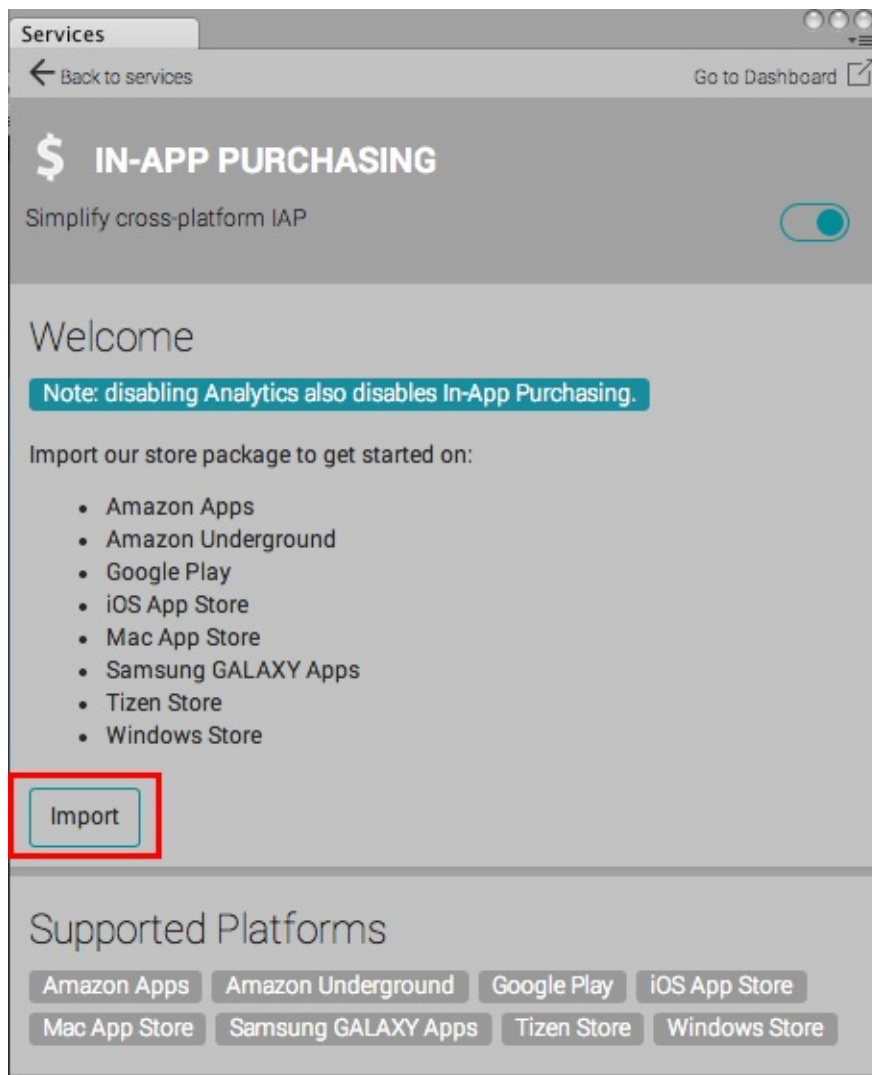 Services
Back to services Go to Dashboard
$ IN-APP PURCHASING
Simplify cross-platform IAP
Welcome
Note: disabling Analytics also disables In-App Purchasing.
Import our store package to get started on:
• Amazon Apps
• Amazon Underground
• Google Play
• iOS App Store
• Mac App Store
• Samsung GALAXY Apps
• Tizen Store
• Windows Store
Import
Supported Platforms
Amazon Apps Amazon Underground Google Play iOS App Store
Mac App Store Samsung GALAXY Apps Tizen Store Windows Store